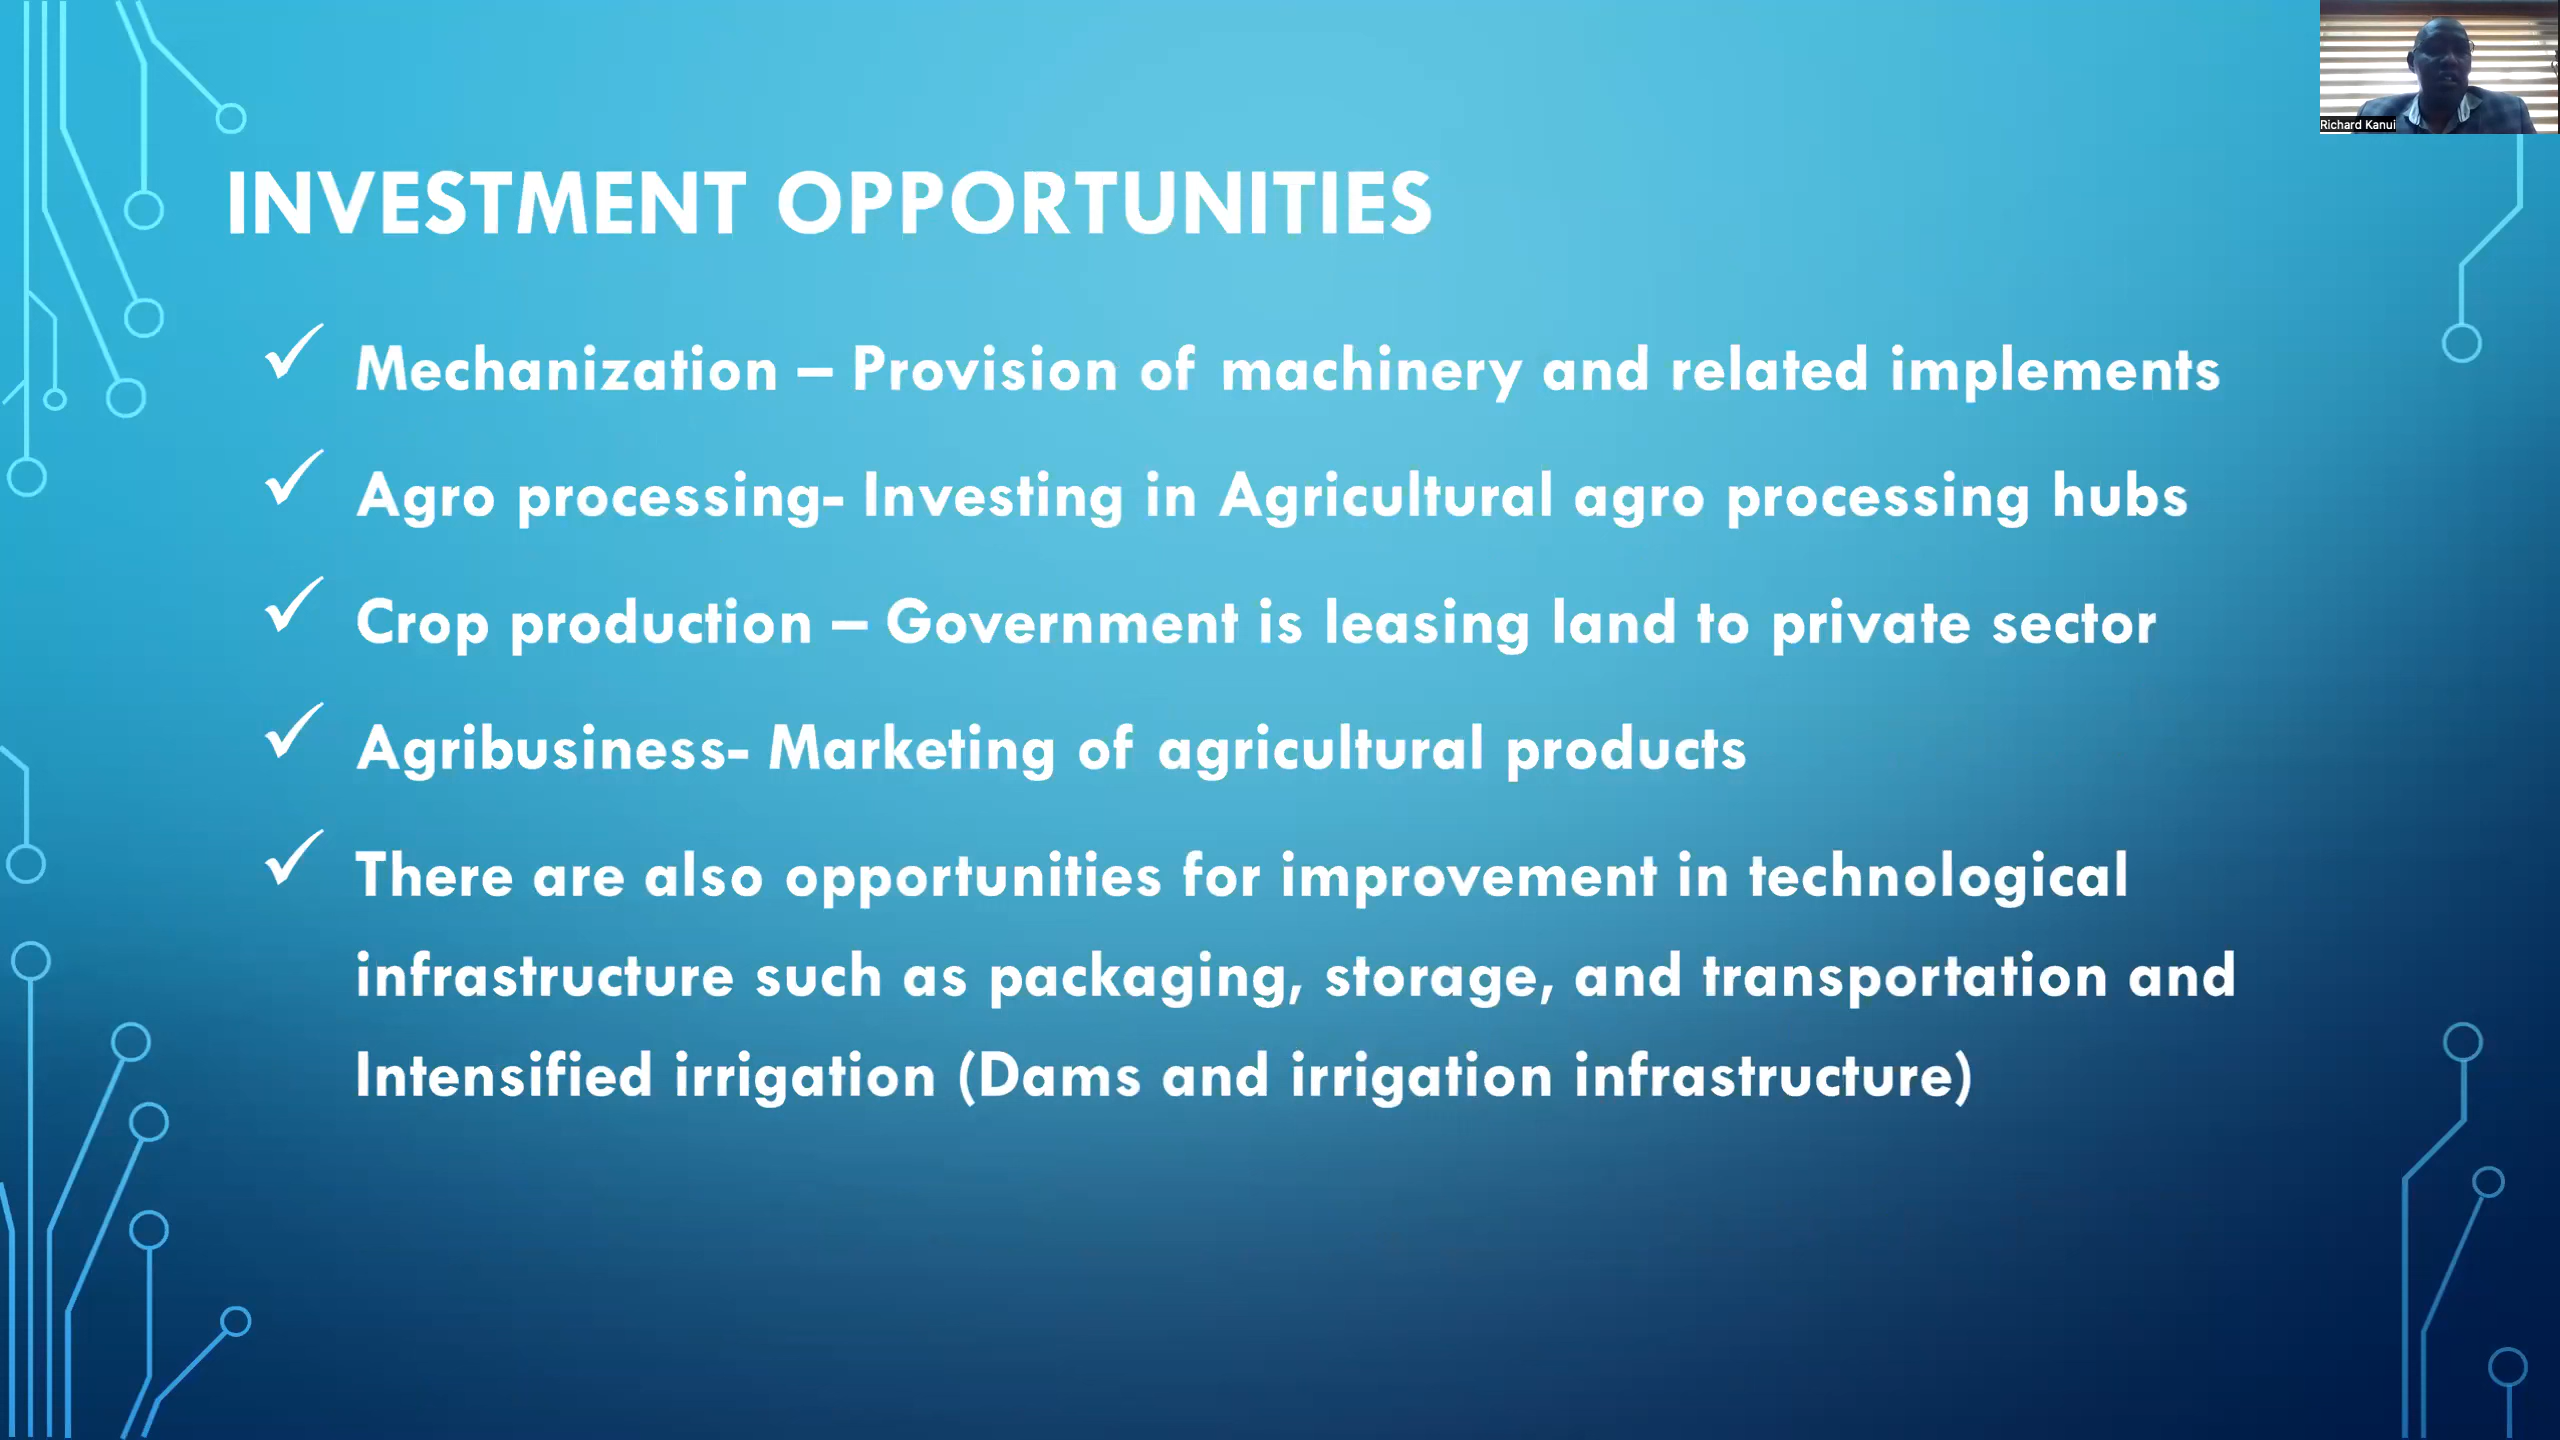 Richard Kanui
INVESTMENT OPPORTUNITIES
✓ Mechanization – Provision of machinery and related implements
✓ Agro processing- Investing in Agricultural agro processing hubs
✓ Crop production – Government is leasing land to private sector
✓ Agribusiness- Marketing of agricultural products
✓ There are also opportunities for improvement in technological
infrastructure such as packaging, storage, and transportation and
Intensified irrigation (Dams and irrigation infrastructure)